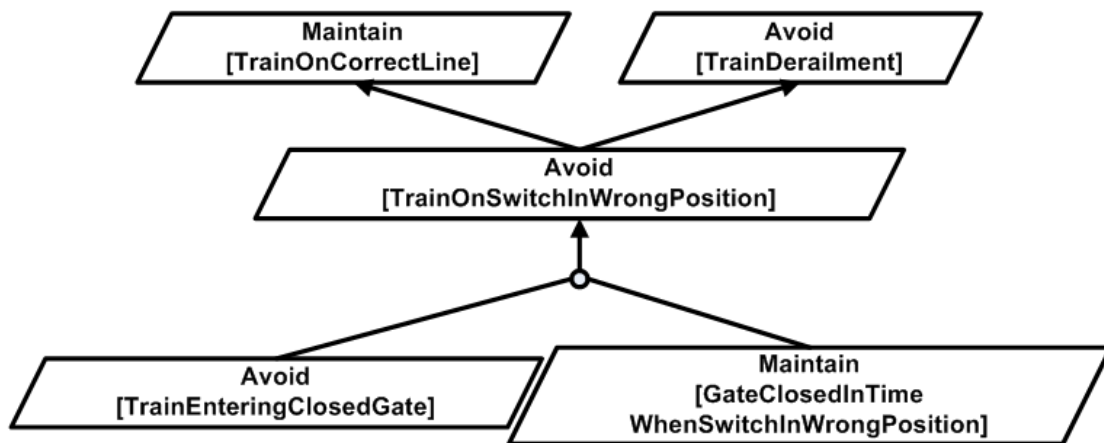 Maintain
[TrainOnCorrectLine]
Avoid
[TrainDerailment]
Avoid
[TrainOnSwitchInWrongPosition]
Avoid
[TrainEnteringClosedGate]
Maintain
[GateClosedInTime
WhenSwitchInWrongPosition]